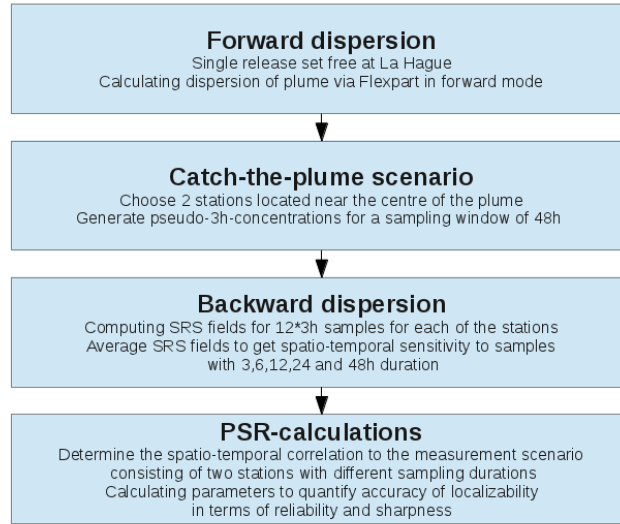 Forward dispersion
Single release set free at La Hague
Calculating dispersion of plume via Flexpart in forward mode
Catch-the-plume scenario
Choose 2 stations located near the centre of the plume
Generate pseudo-3h-concentrations for a sampling window of 48h
Backward dispersion
Computing SRS fields for 12*3h samples for each of the stations
Average SRS fields to get spatio-temporal sensitivity to samples
with 3,6,12,24 and 48h duration
PSR-calculations
Determine the spatio-temporal correlation to the measurement scenario
consisting of two stations with different sampling durations
Calculating parameters to quantify accuracy of localizability
in terms of reliability and sharpness